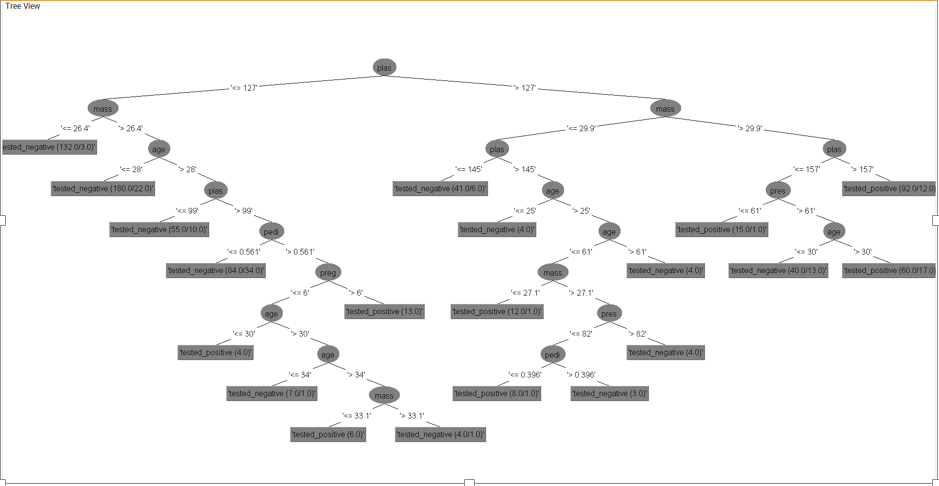 Tree View
plas
'<= 127' '> 127'
mass mass
'<= 26.4' '> 26.4' '<= 29.9' '> 29.9'
ested_negative (132.0/3.0)' age plas plas
'<= 28' '> 28' '<= 145' '> 145' '<= 157' '> 157'
'tested_negative (180.0/22.0)' plas 'tested_negative (41.0/6.0)' age pres 'tested_positive (92.0/12.0)
'<= 99' '> 99' '<= 25' '> 25' '<= 61' '> 61'
'tested_negative (55.0/10.0)' pedi 'tested_negative (4.0)' age 'tested_positive (15.0/1.0)' age
'<= 0.561' '> 0.561' '<= 61' '> 61' '<= 30' '> 30'
'tested_negative (84.0/34.0)' preg mass 'tested_negative (4.0)' 'tested_negative (40.0/13.0)' 'tested_positive (60.0/17.0)
'<= 6' '> 6' '<= 27.1' '> 27.1'
age 'tested_positive (13.0)' 'tested_positive (12.0/1.0)' pres
'<= 30' '> 30' '<= 82' '> 82'
'tested_positive (4.0)' age pedi 'tested_negative (4.0)'
'<= 34' '> 34' '<= 0.396' '> 0.396'
'tested_negative (7.0/1.0)' mass 'tested_positive (8.0/1.0)' 'tested_negative (3.0)'
'<= 33.1' '> 33.1'
'tested_positive (6.0)' 'tested_negative (4.0/1.0)'